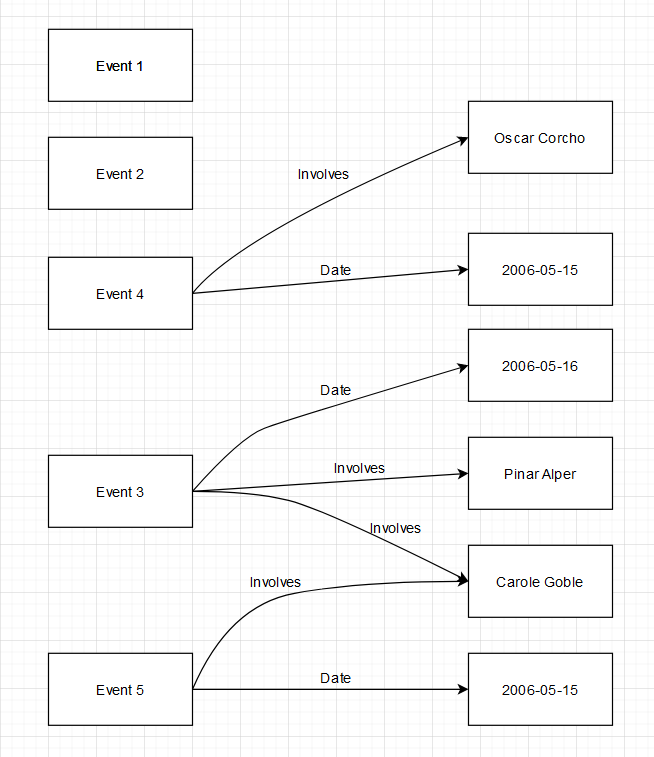 Event 1
Oscar Corcho
Event 2
Involves
Date
2006-05-15
Event 4
2006-05-16
Date
Involves
Pinar Alper
Event 3
Involves
Involves
Carole Goble
Date
Event 5
2006-05-15